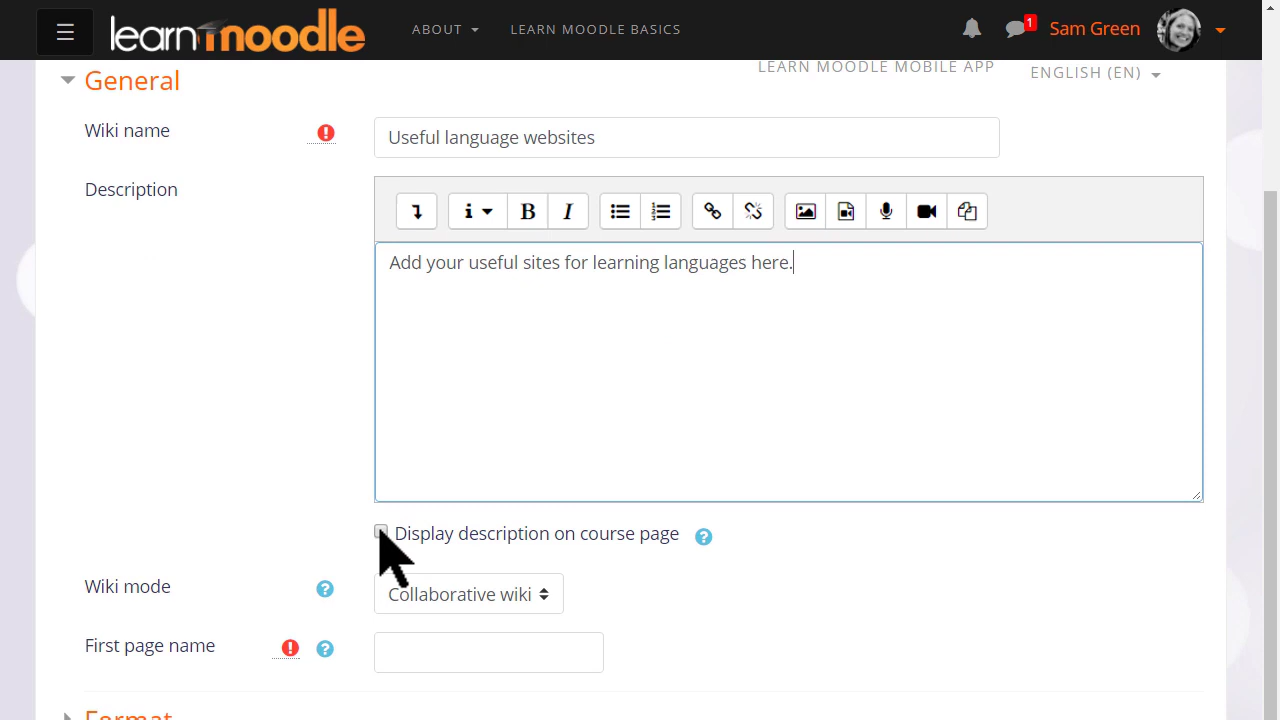 learn moodle
ABOUT
LEARN MOODLE BASICS
1
Sam Green
LEARN MOODLE MOBILE APP
ENGLISH (EN)
General
Wiki name
Useful language websites
Description
Add your useful sites for learning languages here.
Display description on course page
Wiki mode
Collaborative wiki
First page name
Format